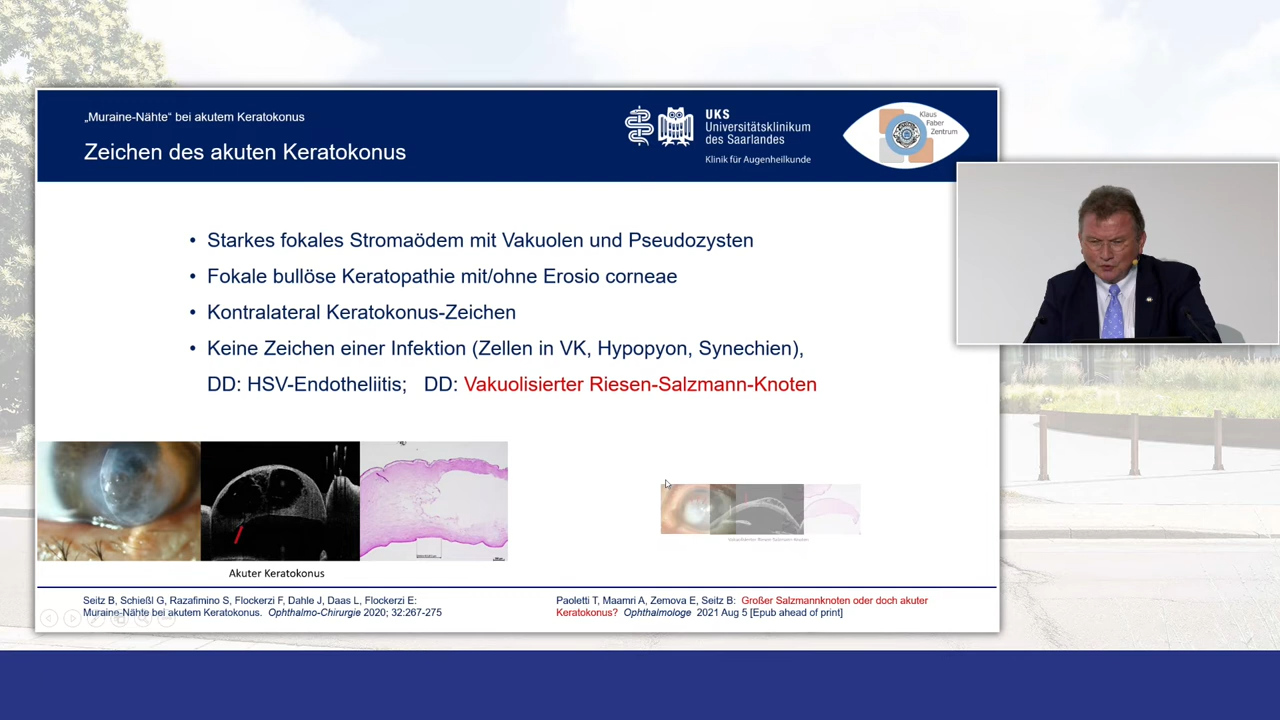 „Muraine-Nähte“ bei akutem Keratokonus
Zeichen des akuten Keratokonus
UKS
Universitätsklinikum
des Saarlandes
Klinik für Augenheilkunde
Klaus
Faber
Zentrum
• Starkes fokales Stromaödem mit Vakuolen und Pseudozysten
• Fokale bullöse Keratopathie mit/ohne Erosio corneae
• Kontralateral Keratokonus-Zeichen
• Keine Zeichen einer Infektion (Zellen in VK, Hypopyon, Synechien),
DD: HSV-Endotheliitis; DD: Vakuolisierter Riesen-Salzmann-Knoten
Akuter Keratokonus
Vakuolisierter Riesen-Salzmann-Knoten
Seitz B, Schießl G, Razafimino S, Flockerzi F, Dahle J, Daas L, Flockerzi E:
Muraine-Nähte bei akutem Keratokonus. Ophthalmo-Chirurgie 2020; 32:267-275
Paoletti T, Maamri A, Zemova E, Seitz B: Großer Salzmannknoten oder doch akuter
Keratokonus? Ophthalmologe 2021 Aug 5 [Epub ahead of print]